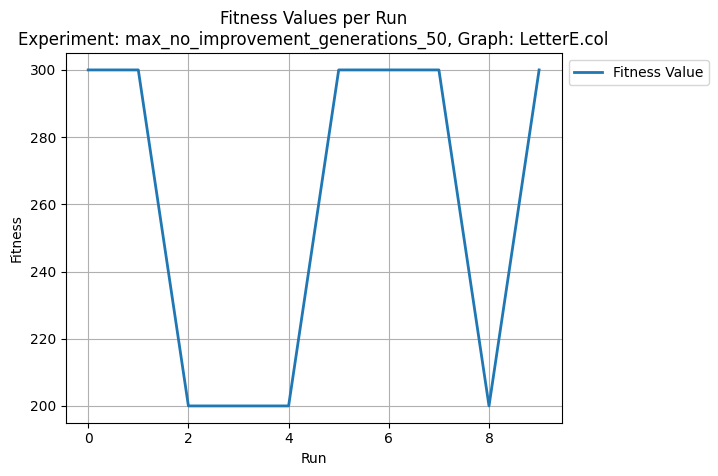 Fitness Values per Run
Experiment: max_no_improvement_generations_50, Graph: LetterE.col
Fitness Value
300
280
260
240
220
200
Fitness
0 2 4 6 8
Run